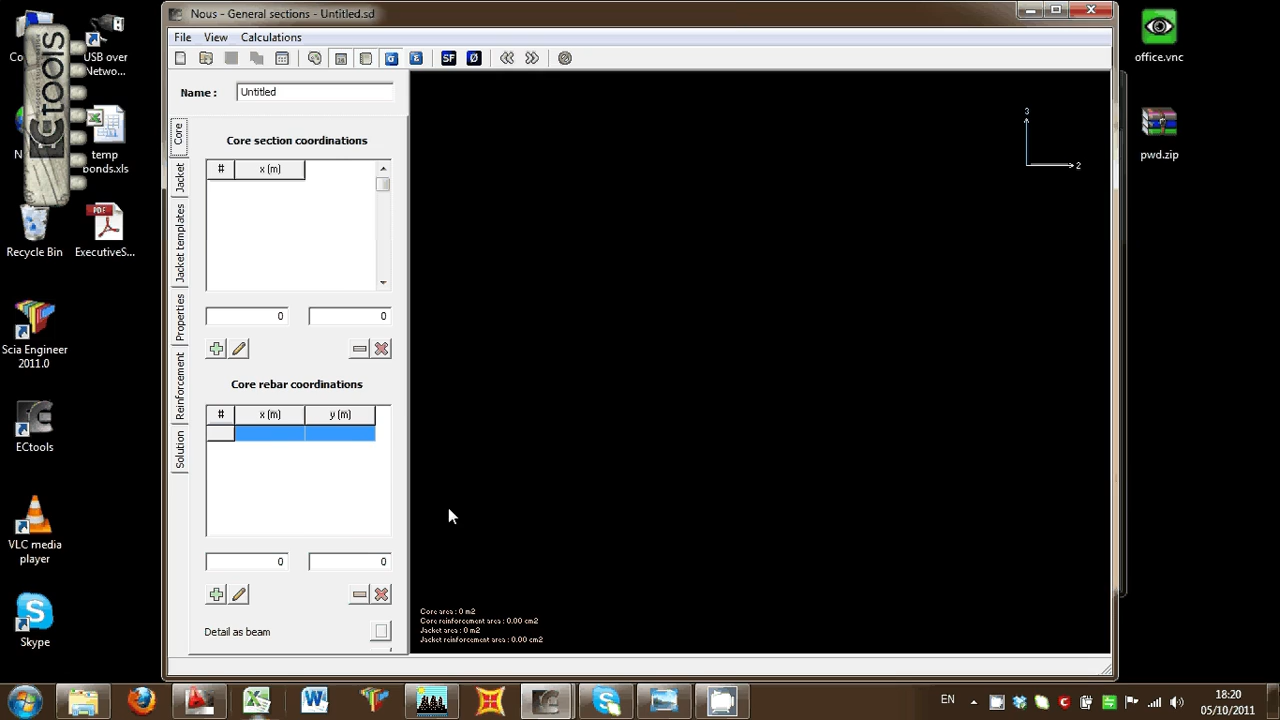 Nous - General sections - Untitled.sd
File View Calculations
SF Ø
Name : Untitled
Core
Jacket
Jacket templates
Properties
Reinforcement
Solution
Core section coordinations
# x (m)
0 0
Core rebar coordinations
# x (m) y (m)
0 0
Detail as beam
3
2
Core area : 0 m2
Core reinforcement area : 0.00 cm2
Jacket area : 0 m2
Jacket reinforcement area : 0.00 cm2
ECtools
USB over
Netwo...
temp
bonds.xls
Recycle Bin
ExecutiveS...
Scia Engineer
2011.0
ECtools
VLC media
player
Skype
office.vnc
pwd.zip
EN
18:20
05/10/2011